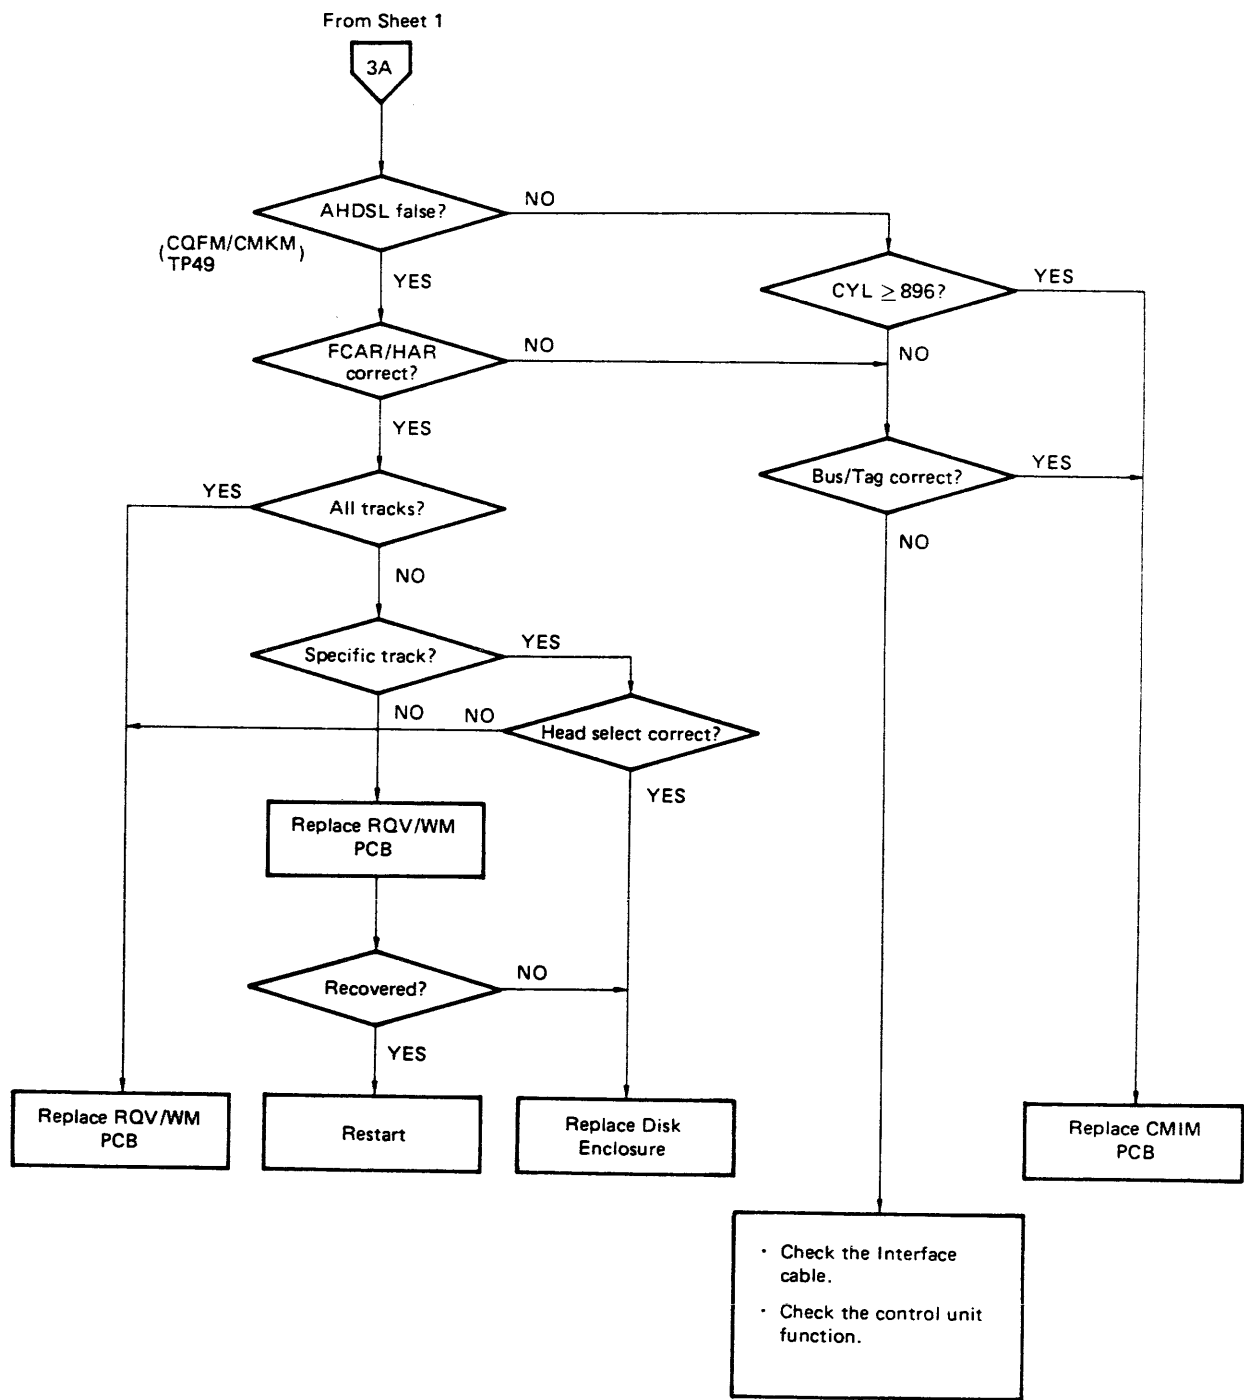 From Sheet 1
3A
AHDSL false?
NO
(CQFM/CMKM)
TP49
YES
CYL ≥ 896?
YES
FCAR/HAR
correct?
NO
NO
YES
Bus/Tag correct?
YES
YES
All tracks?
NO
NO
Specific track?
YES
NO
NO
Head select correct?
YES
Replace RQV/WM
PCB
Recovered?
NO
YES
Replace RQV/WM
PCB
Restart
Replace Disk
Enclosure
Replace CMIM
PCB
· Check the Interface
cable.
· Check the control unit
function.